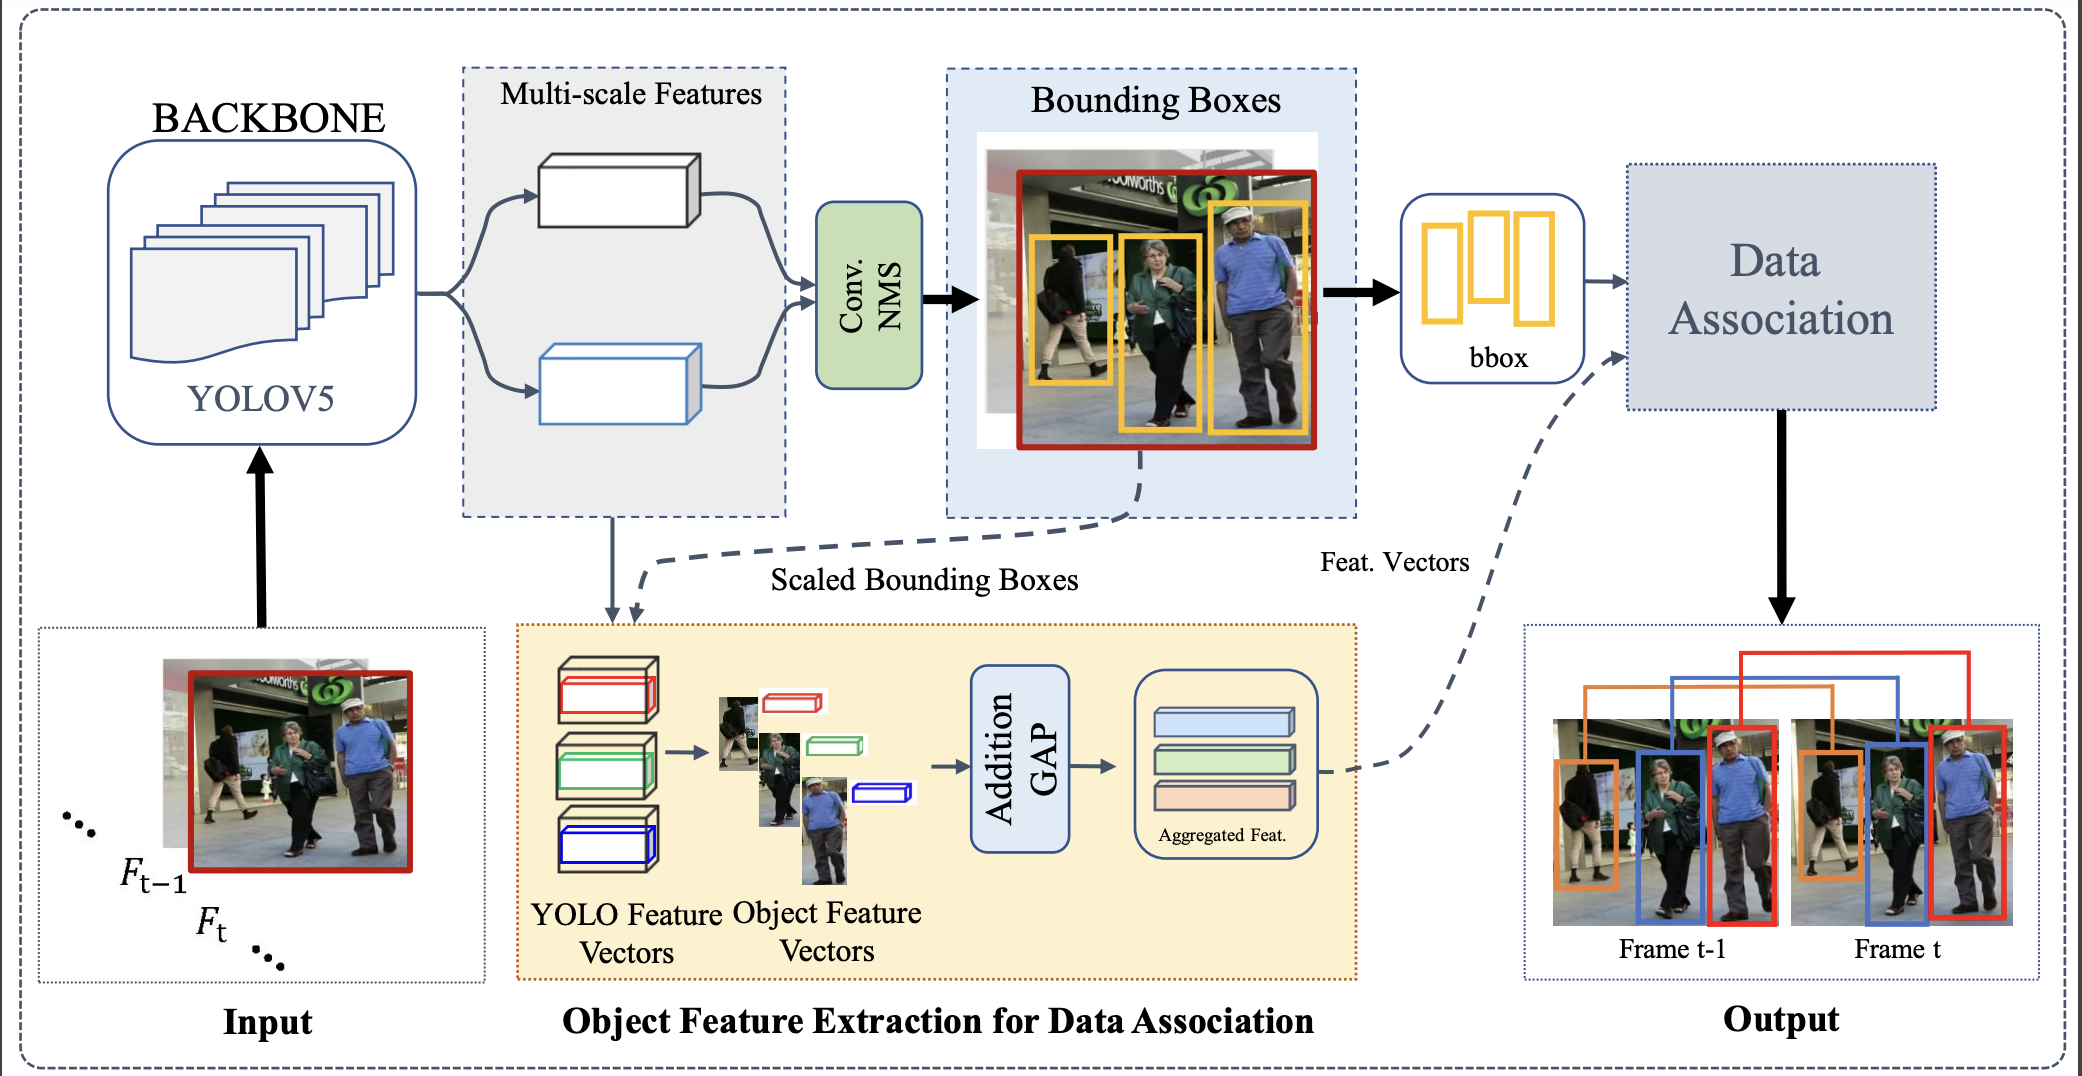 BACKBONE
YOLOV5
Multi-scale Features
Conv.
NMS
Bounding Boxes
oolworths
bbox
Data
Association
Scaled Bounding Boxes
Feat. Vectors
F
t−1
F
t
Input
YOLO Feature
Vectors
Object Feature
Vectors
Addition
GAP
Aggregated Feat.
Object Feature Extraction for Data Association
Frame t-1
Frame t
Output